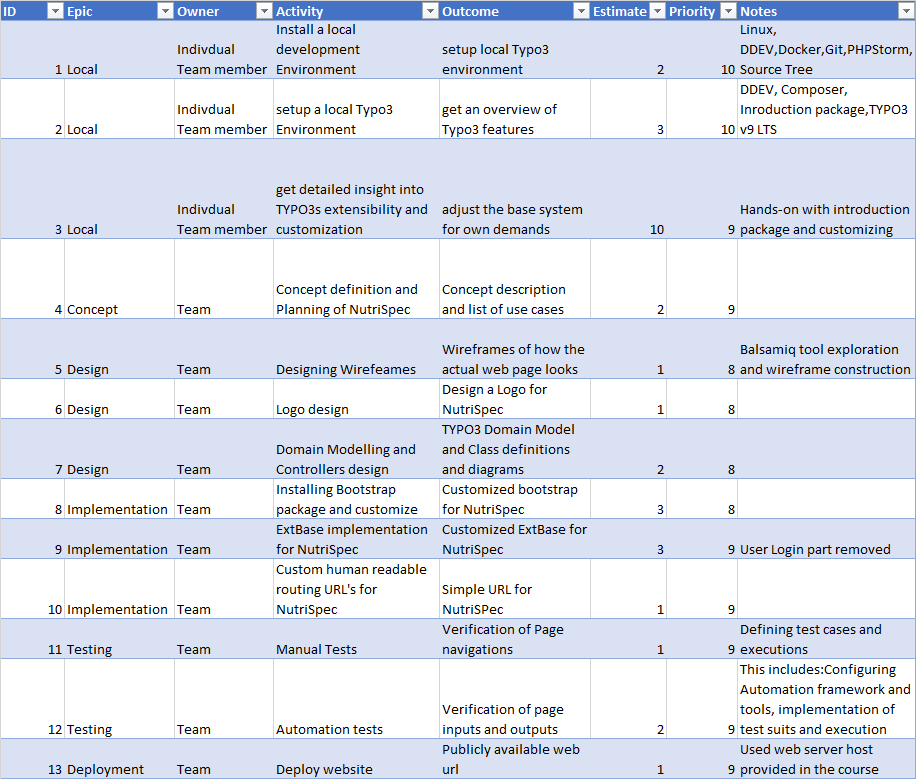 ID Epic Owner Activity Outcome Estimate Priority Notes
Install a local Linux,
Indivdual development setup local Typo3 DDEV,Docker,Git,PHPStorm,
1 Local Team member Environment environment 2 10 Source Tree
DDEV, Composer,
Indivdual setup a local Typo3 get an overview of Inroduction package,TYPO3
2 Local Team member Environment Typo3 features 3 10 v9 LTS
get detailed insight into
Indivdual TYPO3s extensibility and adjust the base system Hands-on with introduction
3 Local Team member customization for own demands 10 9 package and customizing
Concept definition and Concept description
4 Concept Team Planning of NutriSpec and list of use cases 2 9
Wireframes of how the Balsamiq tool exploration
5 Design Team Designing Wirefeames actual web page looks 1 8 and wireframe construction
Design a Logo for
6 Design Team Logo design NutriSpec 1 8
TYPO3 Domain Model
Domain Modelling and and Class definitions
7 Design Team Controllers design and diagrams 2 8
Installing Bootstrap Customized bootstrap
8 Implementation Team package and customize for NutriSpec 3 8
ExtBase implementation Customized ExtBase for
9 Implementation Team for NutriSpec NutriSpec 3 9 User Login part removed
Custom human readable
routing URL's for Simple URL for
10 Implementation Team NutriSpec NutriSPec 1 9
Verification of Page Defining test cases and
11 Testing Team Manual Tests navigations 1 9 executions
This includes:Configuring
Automation framework and
Verification of page tools, implementation of
12 Testing Team Automation tests inputs and outputs 2 9 test suits and execution
Publicly available web Used web server host
13 Deployment Team Deploy website url 1 9 provided in the course